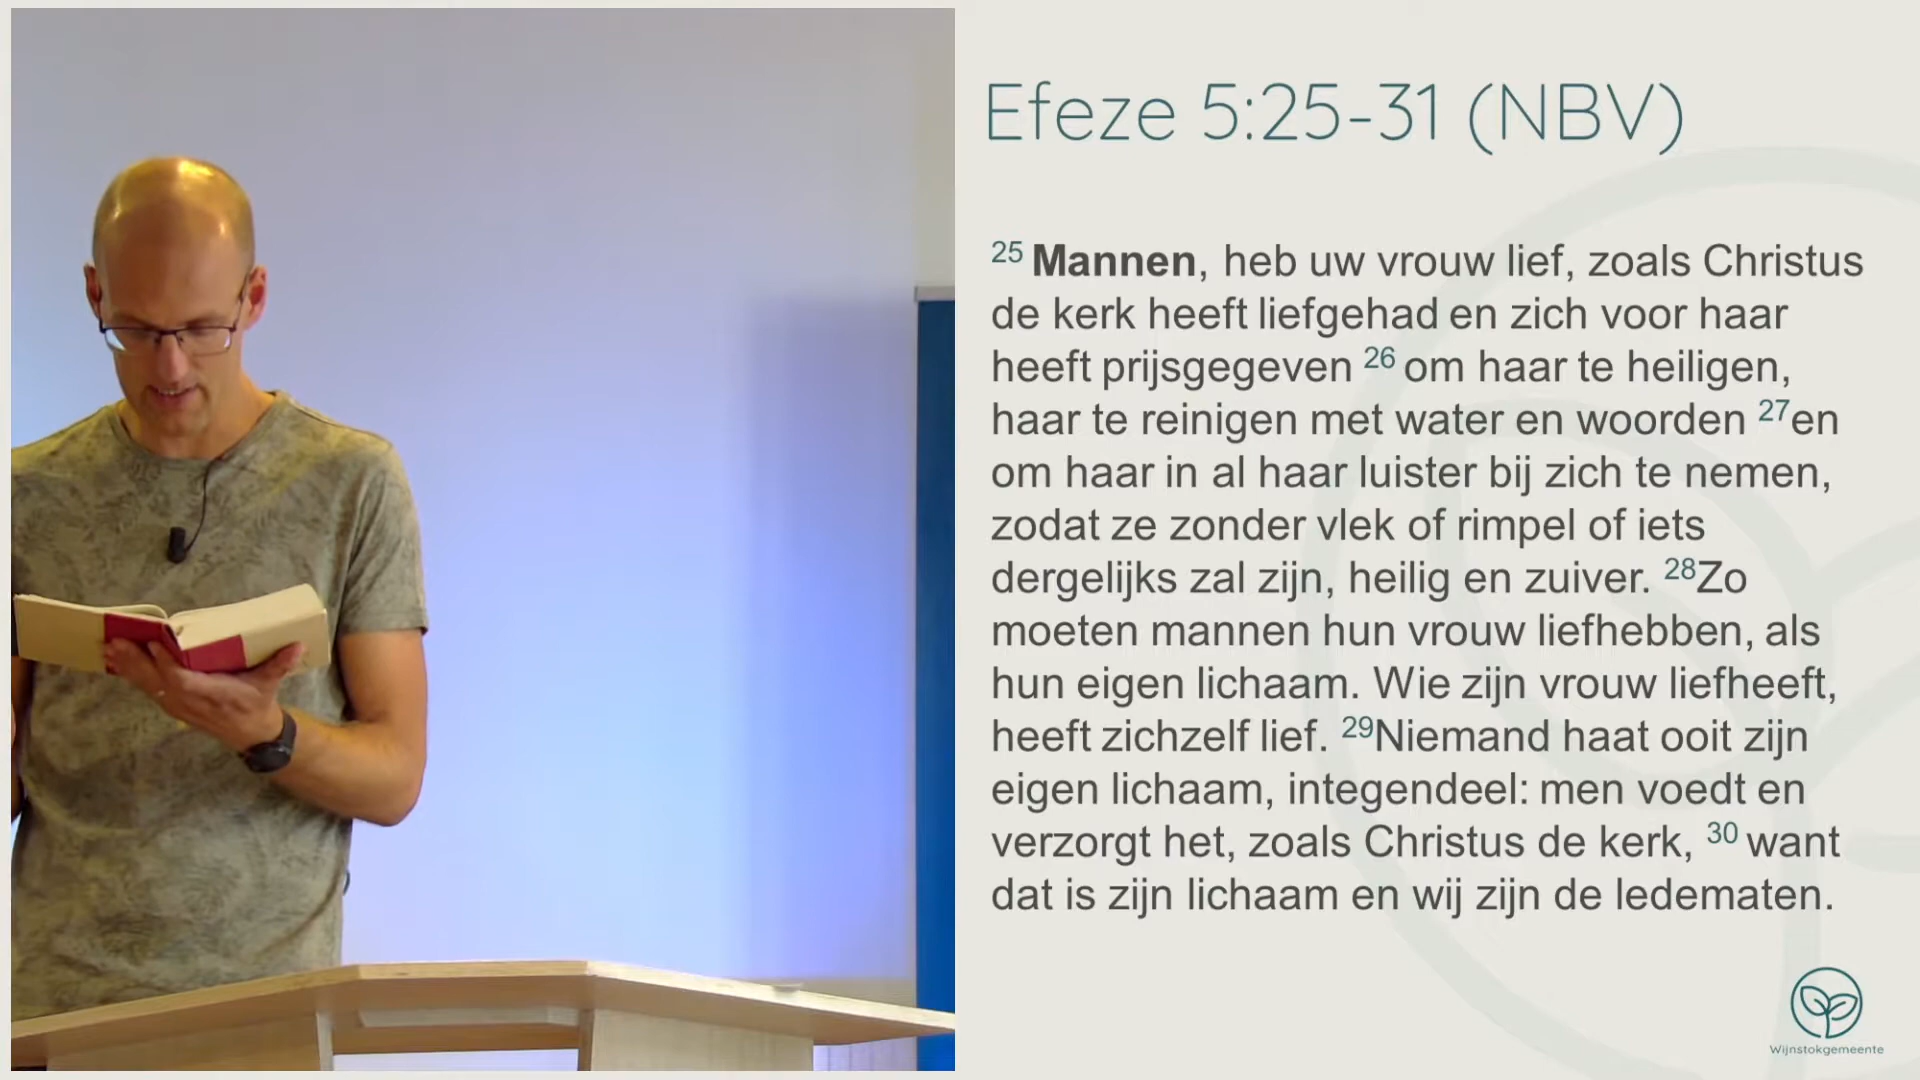 Efeze 5:25-31 (NBV)
25 Mannen, heb uw vrouw lief, zoals Christus
de kerk heeft liefgehad en zich voor haar
heeft prijsgegeven 26 om haar te heiligen,
haar te reinigen met water en woorden 27en
om haar in al haar luister bij zich te nemen,
zodat ze zonder vlek of rimpel of iets
dergelijks zal zijn, heilig en zuiver. 28Zo
moeten mannen hun vrouw liefhebben, als
hun eigen lichaam. Wie zijn vrouw liefheeft,
heeft zichzelf lief. 29Niemand haat ooit zijn
eigen lichaam, integendeel: men voedt en
verzorgt het, zoals Christus de kerk, 30 want
dat is zijn lichaam en wij zijn de ledematen.
Wijnstokgemeente